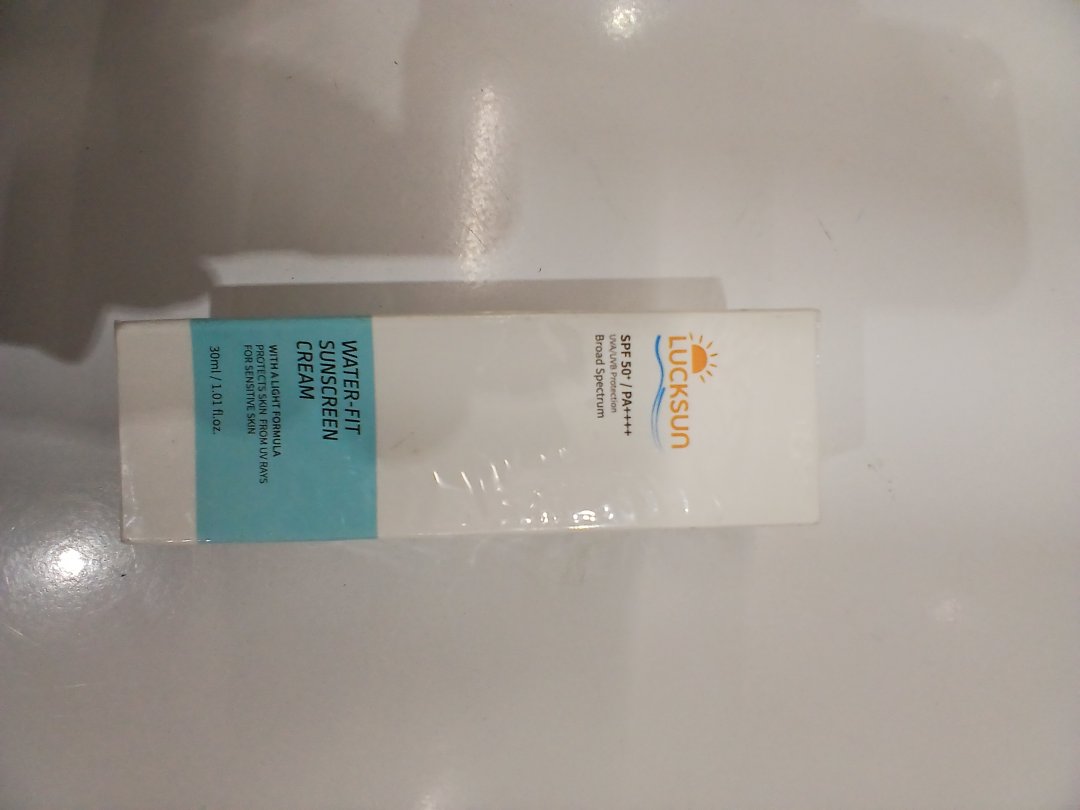 LUCKSUN
SPF 50+ / PA++++
UVA/UVB Protection
Broad Spectrum
WATER-FIT
SUNSCREEN
CREAM
WITH A LIGHT FORMULA
PROTECTS SKIN FROM UV RAYS
FOR SENSITIVE SKIN
30ml / 1.01 fl.oz.